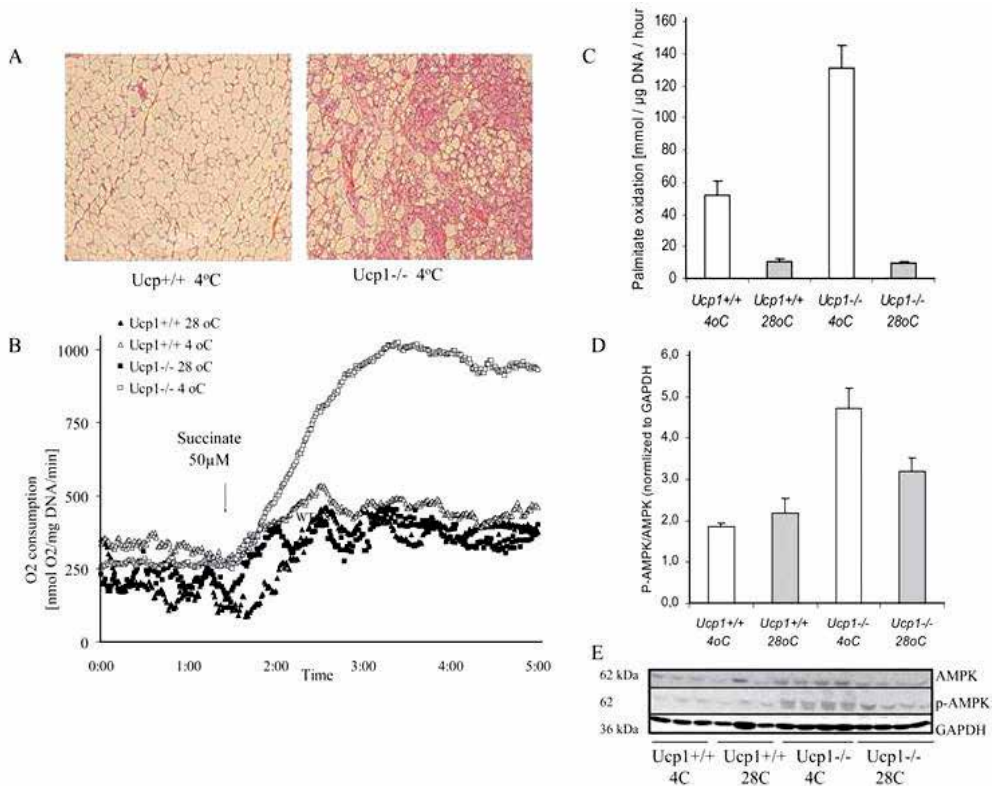 A
Ucp+/+ 4°C
Ucp1-/- 4°C
B
Ucp1+/+ 28 oC
Ucp1+/+ 4 oC
Ucp1-/- 28 oC
Ucp1-/- 4 oC
O2 consumption
[nmol O2/mg DNA/min]
1000
750
500
250
0
Succinate
50µM
WT
0:00 1:00 2:00 3:00 4:00 5:00
Time
C
Palmitate oxidation [mmol / µg DNA / hour
160
140
120
100
80
60
40
20
0
Ucp1+/+ Ucp1+/+ Ucp1-/- Ucp1-/-
4oC 28oC 4oC 28oC
D
P-AMPK/AMPK (normlized to GAPDH
6,0
5,0
4,0
3,0
2,0
1,0
0,0
Ucp1+/+ Ucp1+/+ Ucp1-/- Ucp1-/-
4oC 28oC 4oC 28oC
E
62 kDa AMPK
62 p-AMPK
36 kDa GAPDH
Ucp1+/+ Ucp1+/+ Ucp1-/- Ucp1-/-
4C 28C 4C 28C